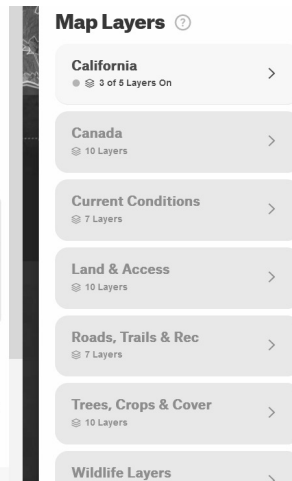 Map Layers ?
California
3 of 5 Layers On
Canada
10 Layers
Current Conditions
7 Layers
Land & Access
10 Layers
Roads, Trails & Rec
7 Layers
Trees, Crops & Cover
10 Layers
Wildlife Layers